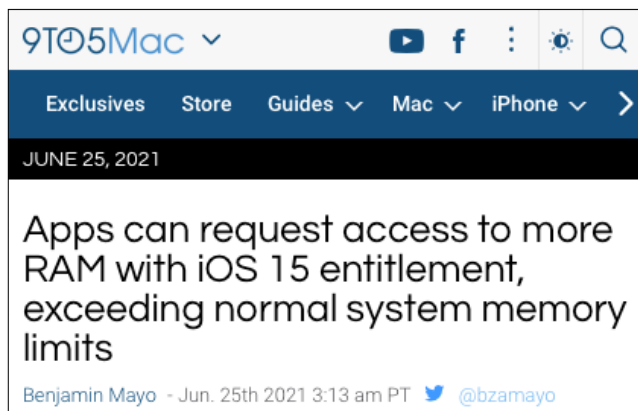 9TO5Mac
Exclusives Store Guides Mac iPhone
JUNE 25, 2021
Apps can request access to more
RAM with iOS 15 entitlement,
exceeding normal system memory
limits
Benjamin Mayo - Jun. 25th 2021 3:13 am PT @bzamayo